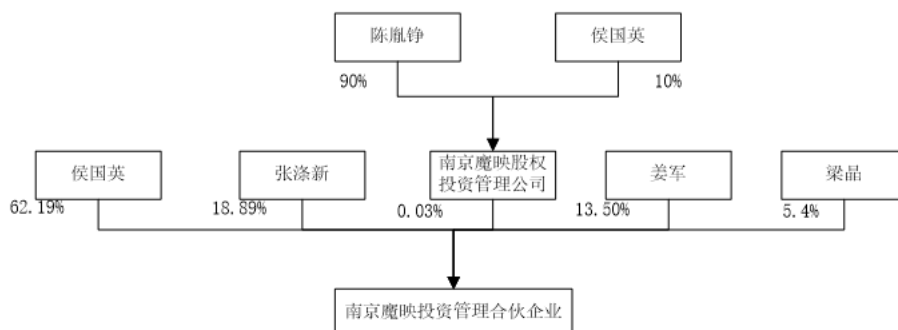 陈胤铮
侯国英
90%
10%
侯国英
张涤新
南京魔映股权
投资管理公司
姜军
梁晶
62.19%
18.89%
0.03%
13.50%
5.4%
南京魔映投资管理合伙企业